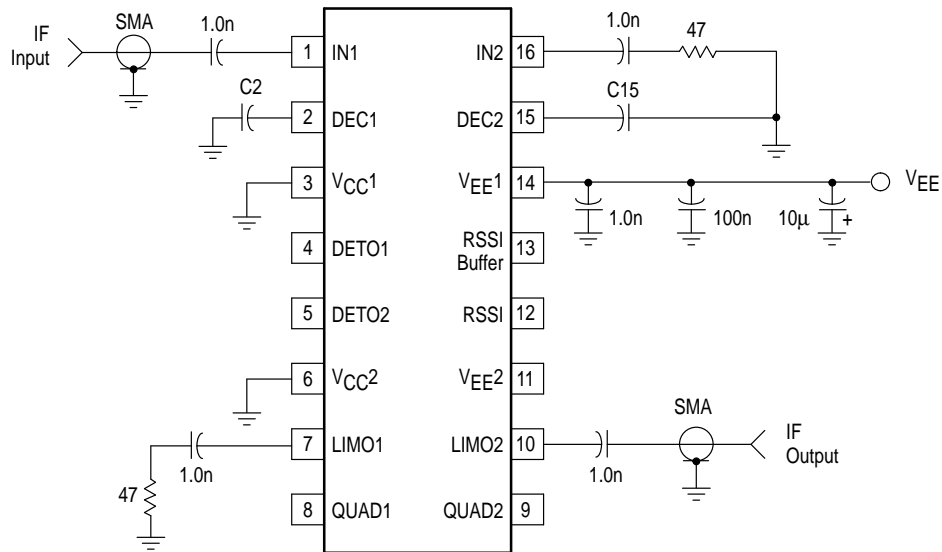 IF
Input
SMA
1.0n
1
IN1
C2
2
DEC1
3
VCC1
4
DETO1
5
DETO2
6
VCC2
7
LIMO1
1.0n
47
8
QUAD1
IN2
16
1.0n
47
DEC2
15
C15
VEE1
14
VEE
1.0n
100n
10µ
+
RSSI
Buffer
13
RSSI
12
VEE2
11
LIMO2
10
1.0n
SMA
IF
Output
QUAD2
9